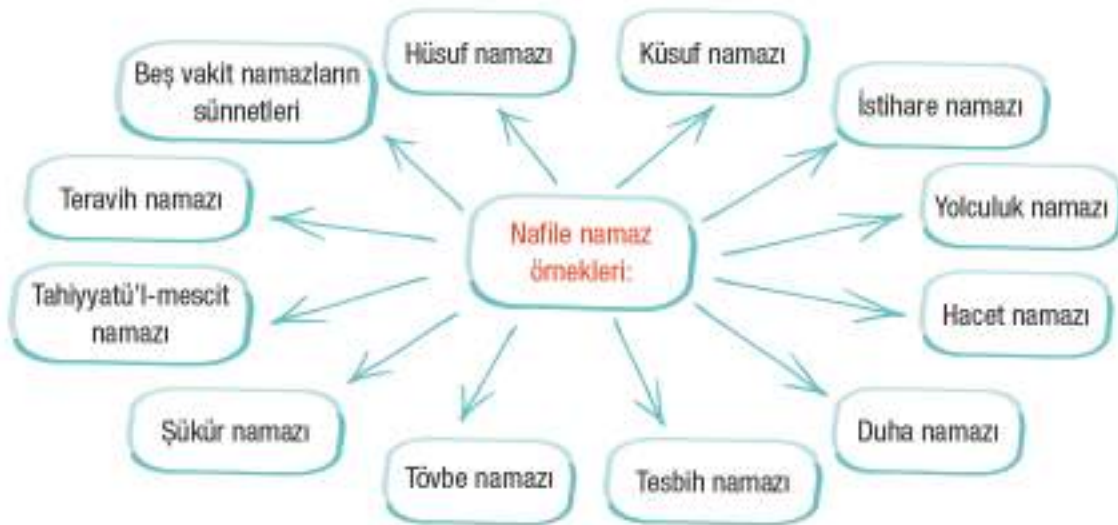 Nafile namaz
örnekleri:
Hüsuf namazı
Küsuf namazı
İstihare namazı
Yolculuk namazı
Hacet namazı
Duha namazı
Tesbih namazı
Tövbe namazı
Şükür namazı
Tahiyyatü'l-mescit
namazı
Teravih namazı
Beş vakit namazların
sünnetleri